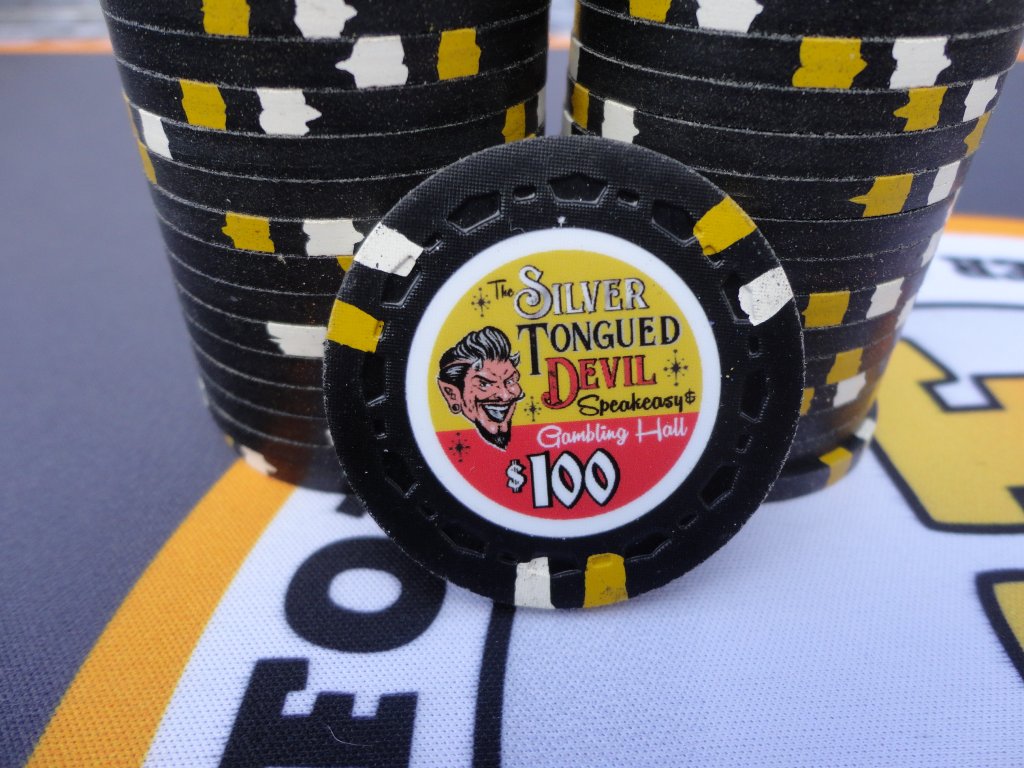 The SILVER
TONGUED
DEVIL
Speakeasy &
Gambling Hall
$100